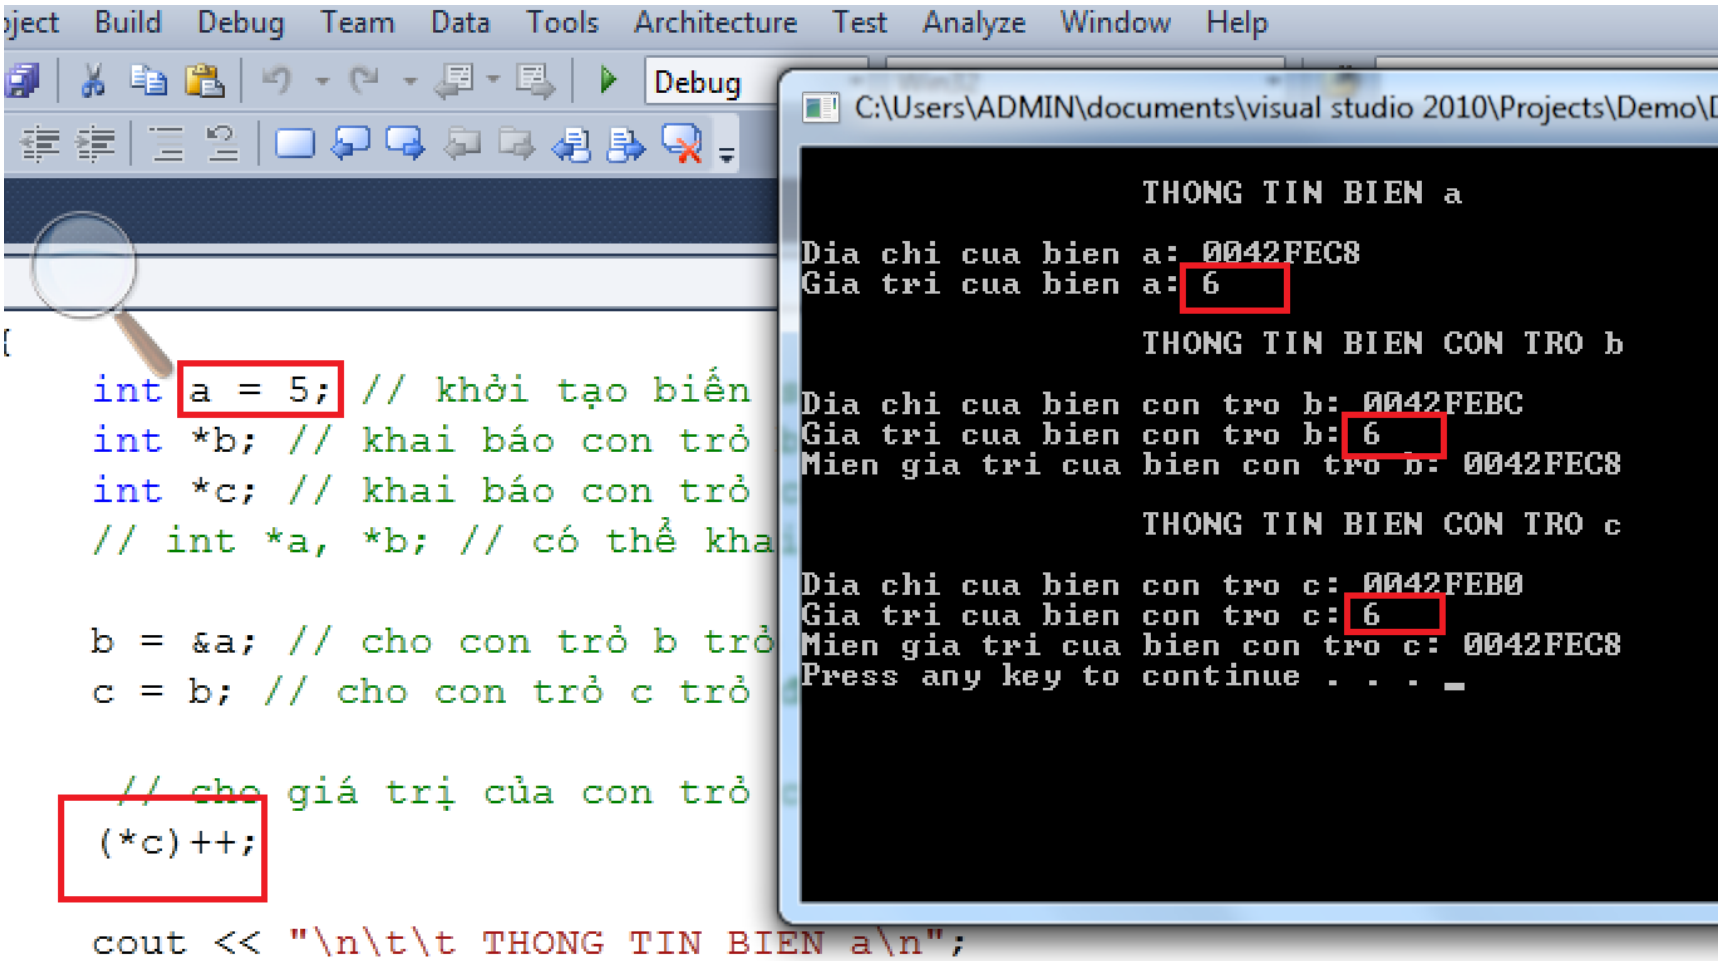 Build Debug Team Data Tools Architecture Test Analyze Window Help
Debug
C:\Users\ADMIN\documents\visual studio 2010\Projects\Demo\
{
int a = 5; // khởi tạo biến
int *b; // khai báo con trỏ
int *c; // khai báo con trỏ
// int *a, *b; // có thể khai
b = &a; // cho con trỏ b trỏ
c = b; // cho con trỏ c trỏ
// cho giá trị của con trỏ
(*c)++;
cout << "\n\t\t THONG TIN BIEN a\n";
THONG TIN BIEN a
Dia chi cua bien a: 0042FEC8
Gia tri cua bien a: 6
THONG TIN BIEN CON TRO b
Dia chi cua bien con tro b: 0042FEBC
Gia tri cua bien con tro b: 6
Mien gia tri cua bien con tro b: 0042FEC8
THONG TIN BIEN CON TRO c
Dia chi cua bien con tro c: 0042FEB0
Gia tri cua bien con tro c: 6
Mien gia tri cua bien con tro c: 0042FEC8
Press any key to continue . . . _